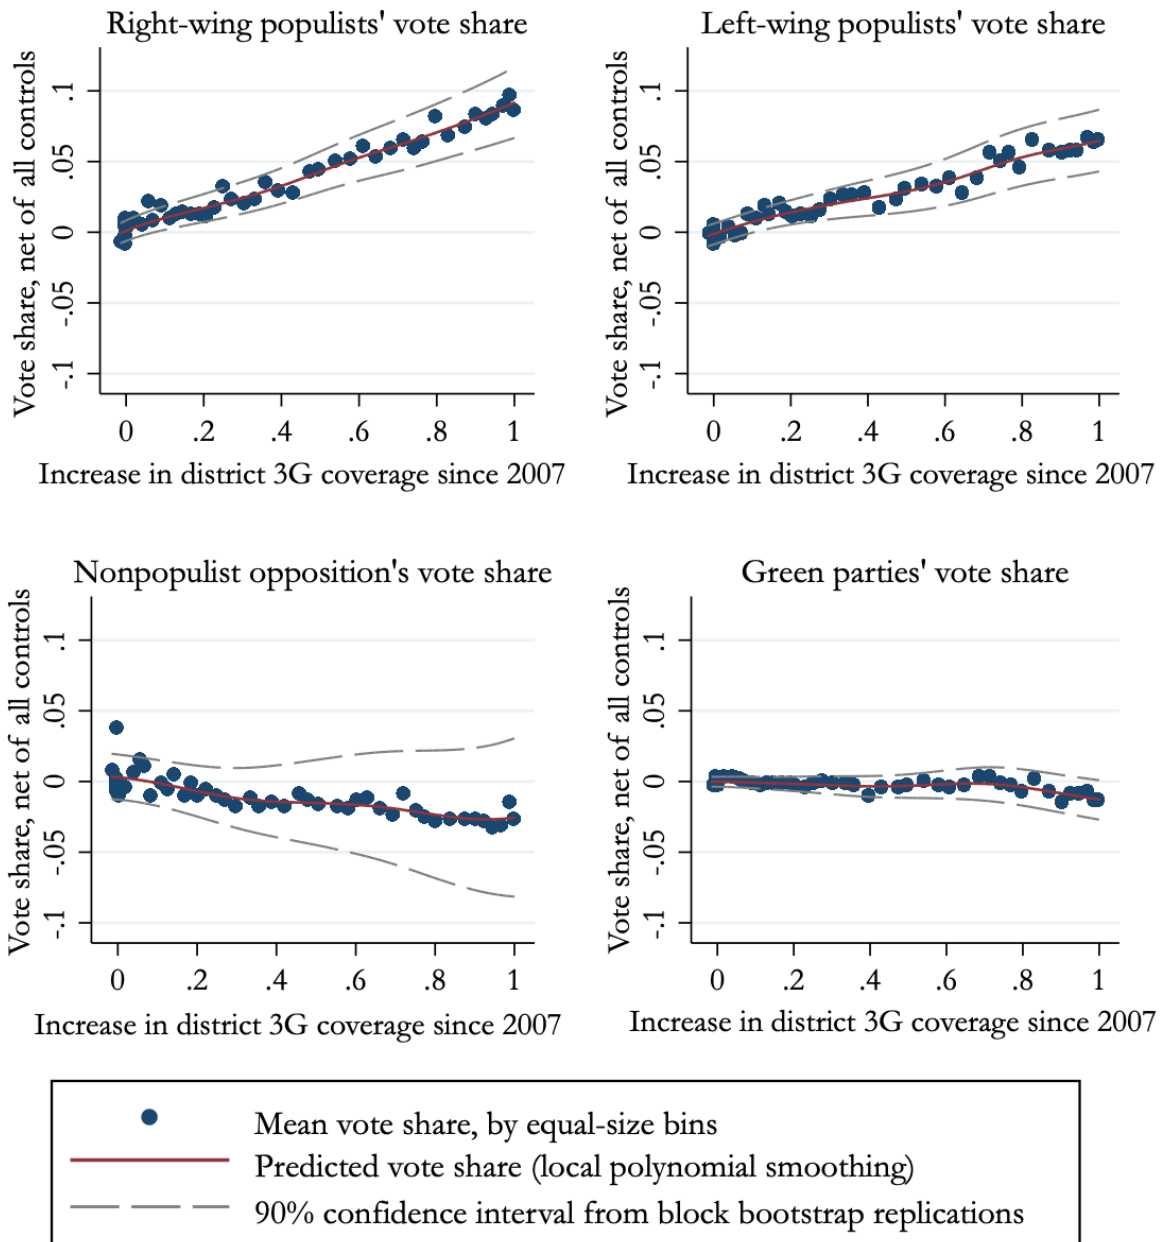 Right-wing populists' vote share
Vote share, net of all controls
.1
.05
0
-.05
-.1
0 .2 .4 .6 .8 1
Increase in district 3G coverage since 2007
Left-wing populists' vote share
Vote share, net of all controls
.1
.05
0
-.05
-.1
0 .2 .4 .6 .8 1
Increase in district 3G coverage since 2007
Nonpopulist opposition's vote share
Vote share, net of all controls
.1
.05
0
-.05
-.1
0 .2 .4 .6 .8 1
Increase in district 3G coverage since 2007
Green parties' vote share
Vote share, net of all controls
.1
.05
0
-.05
-.1
0 .2 .4 .6 .8 1
Increase in district 3G coverage since 2007
Mean vote share, by equal-size bins
Predicted vote share (local polynomial smoothing)
90% confidence interval from block bootstrap replications